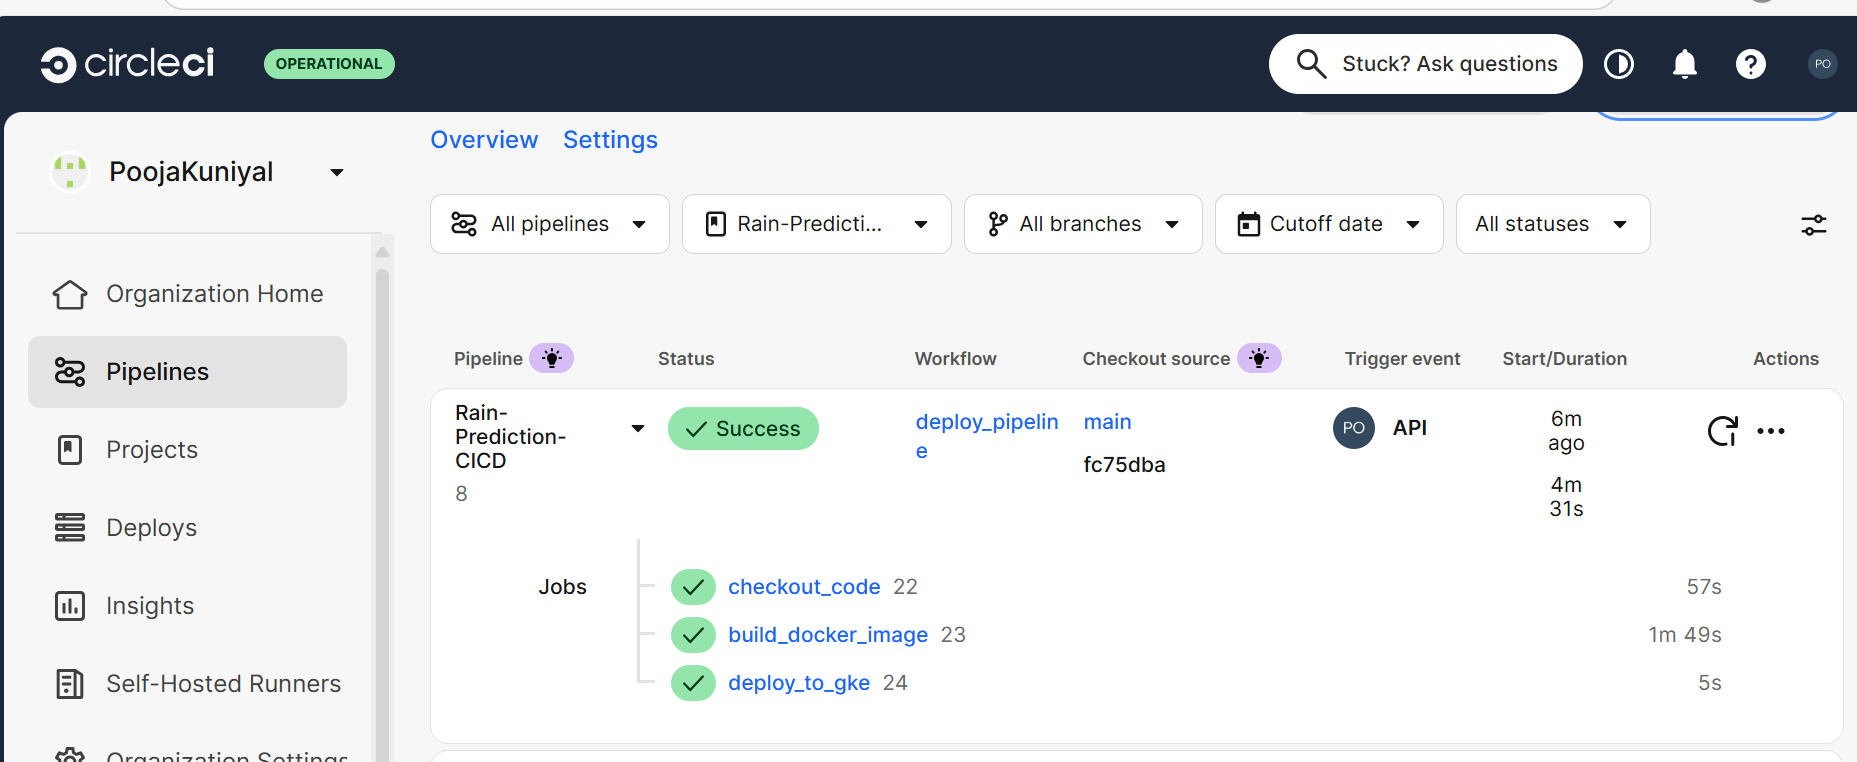 circleci
OPERATIONAL
Stuck? Ask questions
PO
PoojaKuniyal
Overview Settings
All pipelines
Rain-Predicti...
All branches
Cutoff date
All statuses
Organization Home
Pipelines
Projects
Deploys
Insights
Self-Hosted Runners
Organization Settings
Pipeline Status Workflow Checkout source Trigger event Start/Duration Actions
Rain-
Prediction-
CICD
8
Success
deploy_pipelin
e
main
fc75dba
PO API
6m
ago
4m
31s
Jobs
checkout_code 22 57s
build_docker_image 23 1m 49s
deploy_to_gke 24 5s